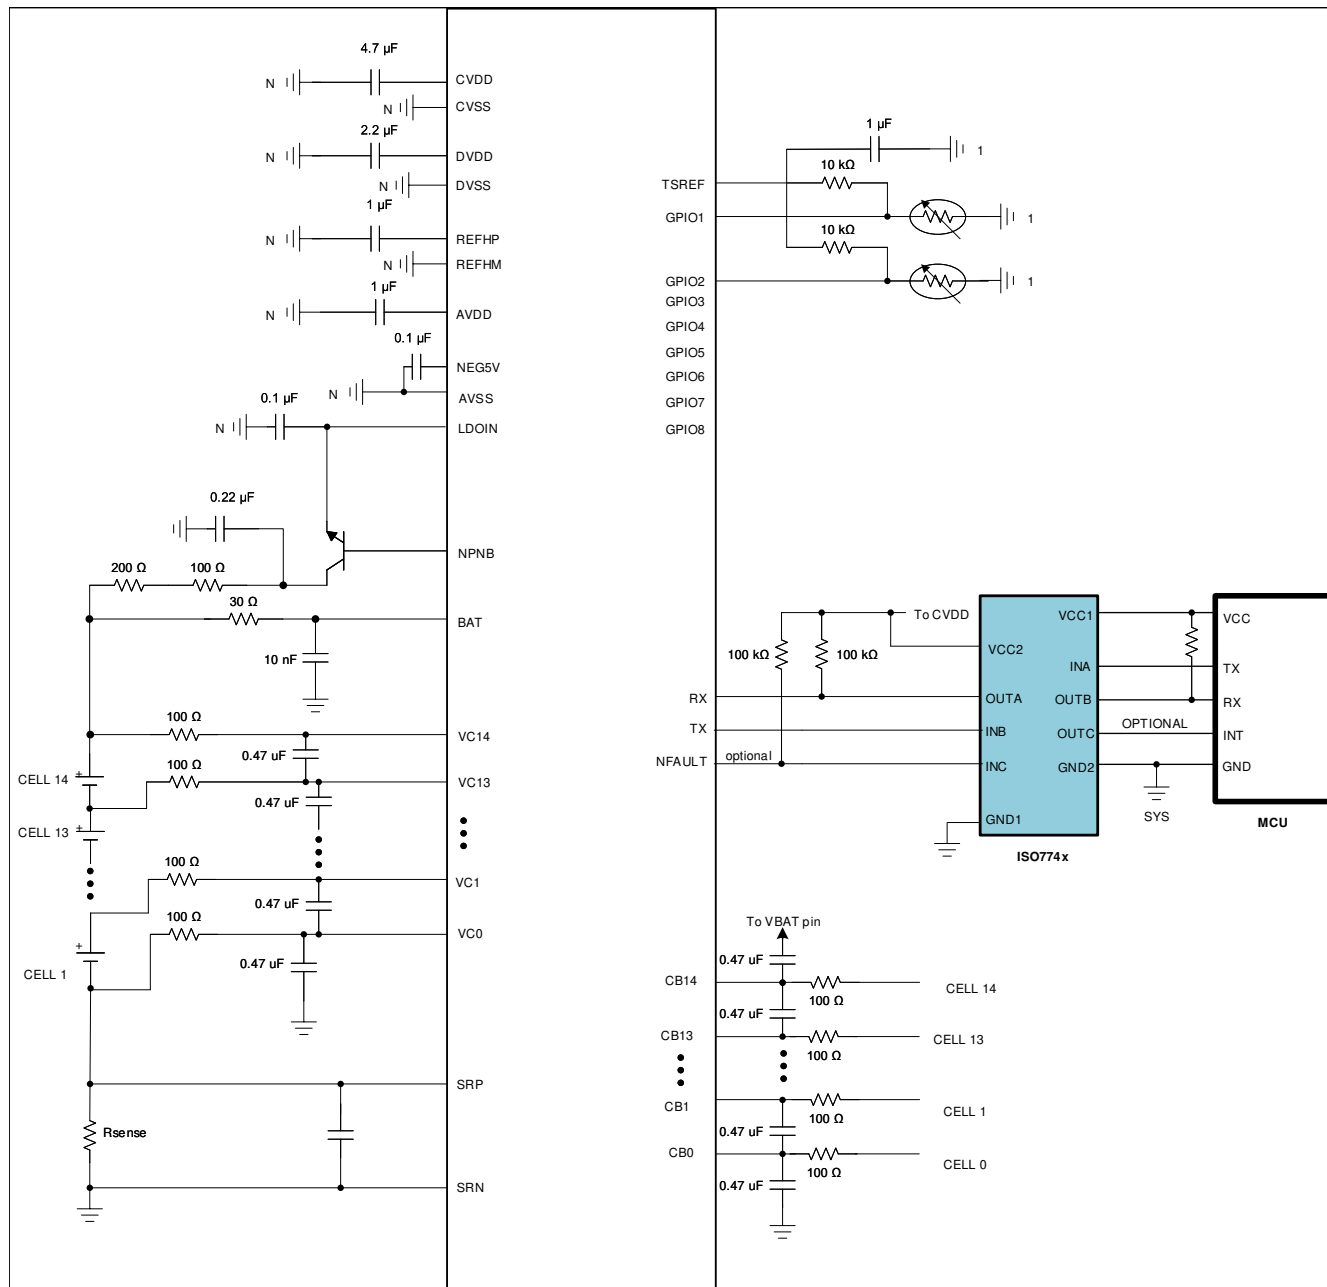 4.7 µF
N
CVDD
N
CVSS
2.2 µF
N
DVDD
N
DVSS
1 µF
N
REFHP
N
REFHM
1 µF
N
AVDD
0.1 µF
NEG5V
N
AVSS
0.1 µF
N
LDOIN
0.22 µF
NPNB
200 Ω
100 Ω
30 Ω
BAT
10 nF
100 Ω
VC14
0.47 uF
CELL 14
+
100 Ω
VC13
0.47 uF
CELL 13
+
100 Ω
VC1
0.47 uF
100 Ω
VC0
+
0.47 uF
CELL 1
SRP
Rsense
SRN
1 µF
1
10 kΩ
TSREF
GPIO1
1
10 kΩ
GPIO2
1
GPIO3
GPIO4
GPIO5
GPIO6
GPIO7
GPIO8
To CVDD
100 kΩ
100 kΩ
RX
TX
NFAULT
optional
VCC1
VCC2
INA
OUTA
OUTB
INB
OUTC
INC
GND2
GND1
ISO774x
OPTIONAL
SYS
VCC
TX
RX
INT
GND
MCU
To VBAT pin
0.47 uF
CB14
100 Ω
CELL 14
0.47 uF
CB13
100 Ω
CELL 13
CB1
100 Ω
CELL 1
0.47 uF
CB0
100 Ω
CELL 0
0.47 uF